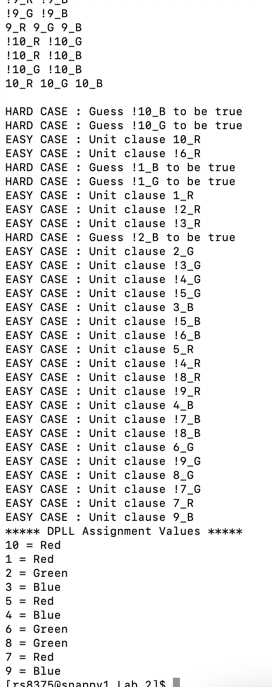 !9_R !9_B
!9_G !9_B
9_R 9_G 9_B
!10_R !10_G
!10_R !10_B
!10_G !10_B
10_R 10_G 10_B
HARD CASE : Guess !10_B to be true
HARD CASE : Guess !10_G to be true
EASY CASE : Unit clause 10_R
EASY CASE : Unit clause !6_R
HARD CASE : Guess !1_B to be true
HARD CASE : Guess !1_G to be true
EASY CASE : Unit clause 1_R
EASY CASE : Unit clause !2_R
EASY CASE : Unit clause !3_R
HARD CASE : Guess !2_B to be true
EASY CASE : Unit clause 2_G
EASY CASE : Unit clause !3_G
EASY CASE : Unit clause !4_G
EASY CASE : Unit clause !5_G
EASY CASE : Unit clause 3_B
EASY CASE : Unit clause !5_B
EASY CASE : Unit clause !6_B
EASY CASE : Unit clause 5_R
EASY CASE : Unit clause !4_R
EASY CASE : Unit clause !8_R
EASY CASE : Unit clause !9_R
EASY CASE : Unit clause 4_B
EASY CASE : Unit clause !7_B
EASY CASE : Unit clause !8_B
EASY CASE : Unit clause 6_G
EASY CASE : Unit clause !9_G
EASY CASE : Unit clause 8_G
EASY CASE : Unit clause !7_G
EASY CASE : Unit clause 7_R
EASY CASE : Unit clause 9_B
***** DPLL Assignment Values *****
10 = Red
1 = Red
2 = Green
3 = Blue
5 = Red
4 = Blue
6 = Green
8 = Green
7 = Red
9 = Blue
[rs8375@snappy1 Lab 2]$